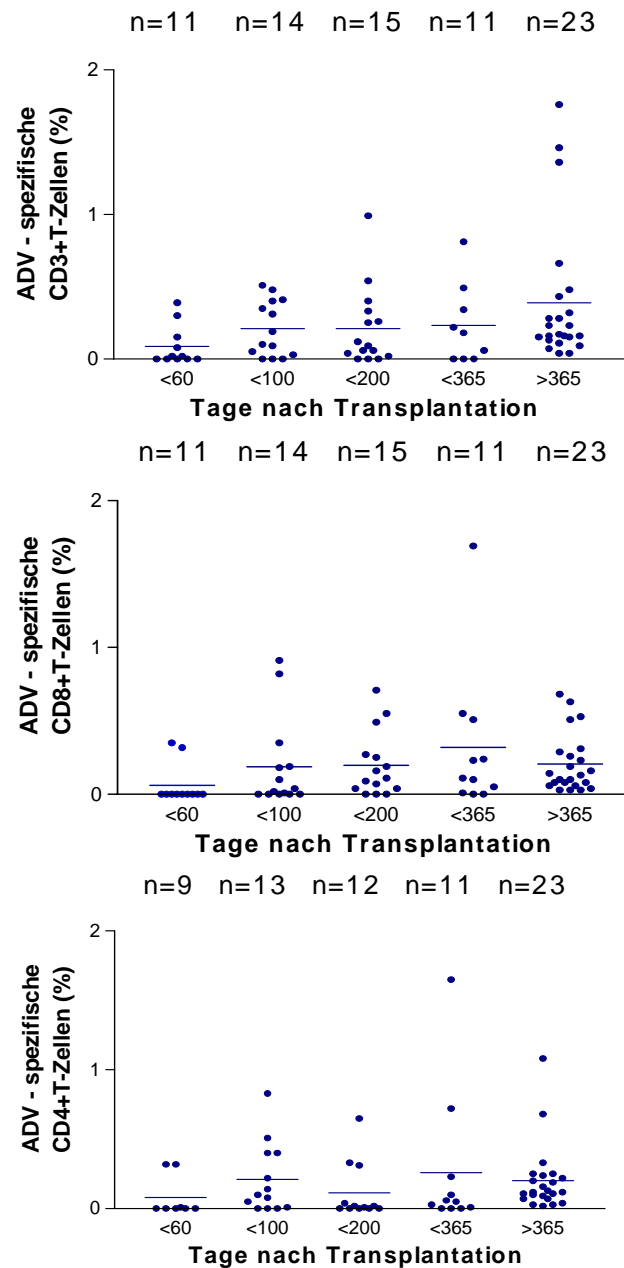 n=11 n=14 n=15 n=11 n=23
ADV - spezifische
CD3+T-Zellen (%)
2
1
0
<60 <100 <200 <365 >365
Tage nach Transplantation
n=11 n=14 n=15 n=11 n=23
ADV - spezifische
CD8+T-Zellen (%)
2
1
0
<60 <100 <200 <365 >365
Tage nach Transplantation
n=9 n=13 n=12 n=11 n=23
ADV - spezifische
CD4+T-Zellen (%)
2
1
0
<60 <100 <200 <365 >365
Tage nach Transplantation